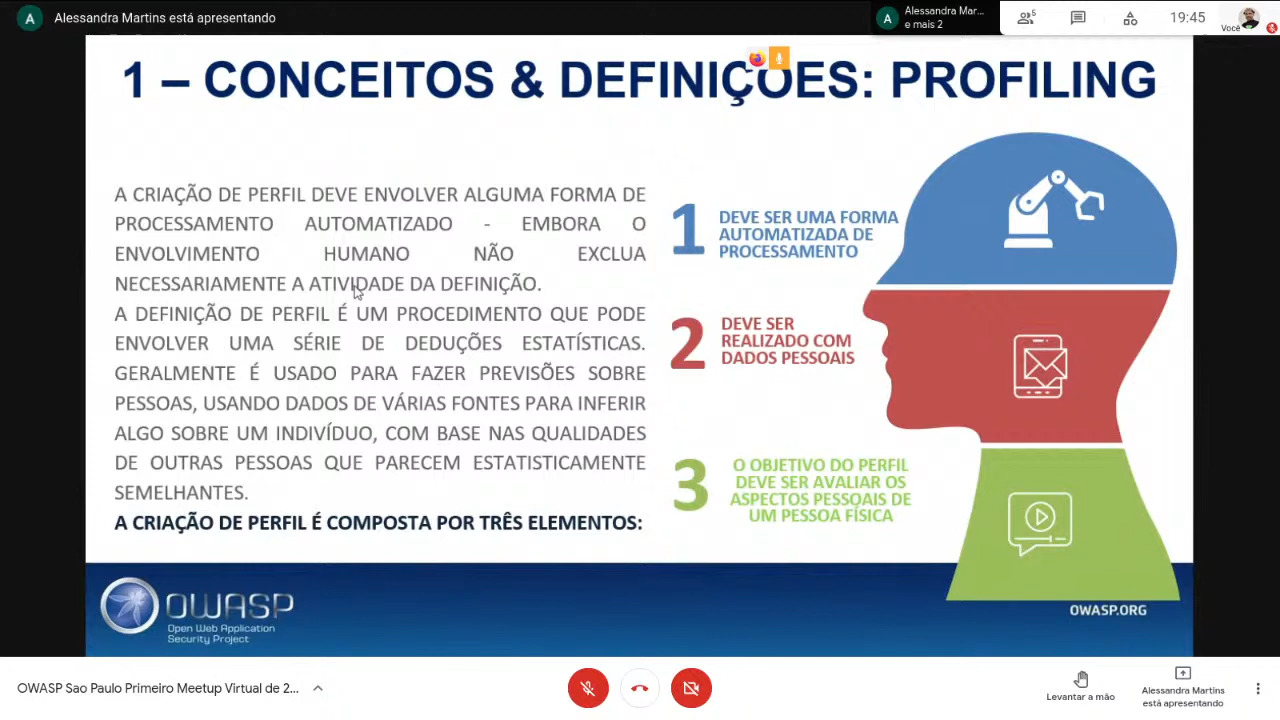 A
Alessandra Martins está apresentando
A
Alessandra Mar...
e mais 2
5
19:45
Você
1 – CONCEITOS & DEFINIÇÕES: PROFILING
A CRIAÇÃO DE PERFIL DEVE ENVOLVER ALGUMA FORMA DE
PROCESSAMENTO AUTOMATIZADO - EMBORA O
ENVOLVIMENTO HUMANO NÃO EXCLUA
NECESSARIAMENTE A ATIVIDADE DA DEFINIÇÃO.
A DEFINIÇÃO DE PERFIL É UM PROCEDIMENTO QUE PODE
ENVOLVER UMA SÉRIE DE DEDUÇÕES ESTATÍSTICAS.
GERALMENTE É USADO PARA FAZER PREVISÕES SOBRE
PESSOAS, USANDO DADOS DE VÁRIAS FONTES PARA INFERIR
ALGO SOBRE UM INDIVÍDUO, COM BASE NAS QUALIDADES
DE OUTRAS PESSOAS QUE PARECEM ESTATISTICAMENTE
SEMELHANTES.
A CRIAÇÃO DE PERFIL É COMPOSTA POR TRÊS ELEMENTOS:
1
DEVE SER UMA FORMA
AUTOMATIZADA DE
PROCESSAMENTO
2
DEVE SER
REALIZADO COM
DADOS PESSOAIS
3
O OBJETIVO DO PERFIL
DEVE SER AVALIAR OS
ASPECTOS PESSOAIS DE
UM PESSOA FÍSICA
OWASP
Open Web Application
Security Project
OWASP.ORG
OWASP Sao Paulo Primeiro Meetup Virtual de 2...
Levantar a mão
Alessandra Martins
está apresentando